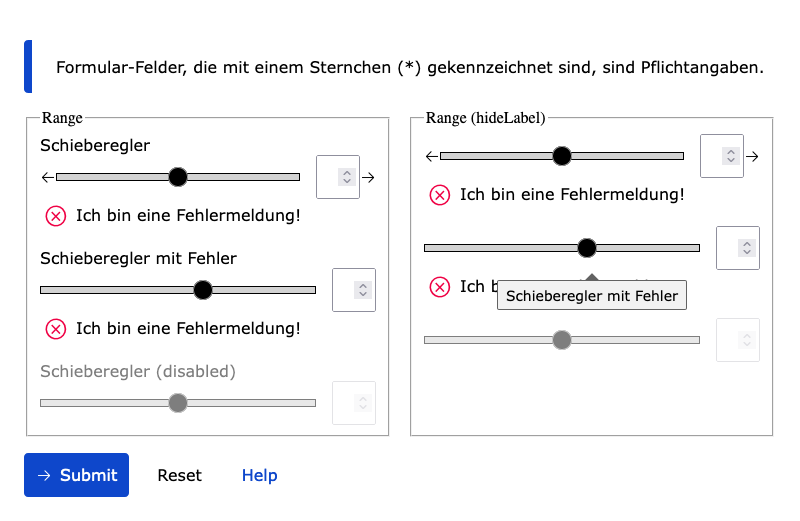 Formular-Felder, die mit einem Sternchen (*) gekennzeichnet sind, sind Pflichtangaben.
Range
Schieberegler
Ich bin eine Fehlermeldung!
Schieberegler mit Fehler
Ich bin eine Fehlermeldung!
Schieberegler (disabled)
Range (hideLabel)
Ich bin eine Fehlermeldung!
Ich
Schieberegler mit Fehler
Submit
Reset
Help